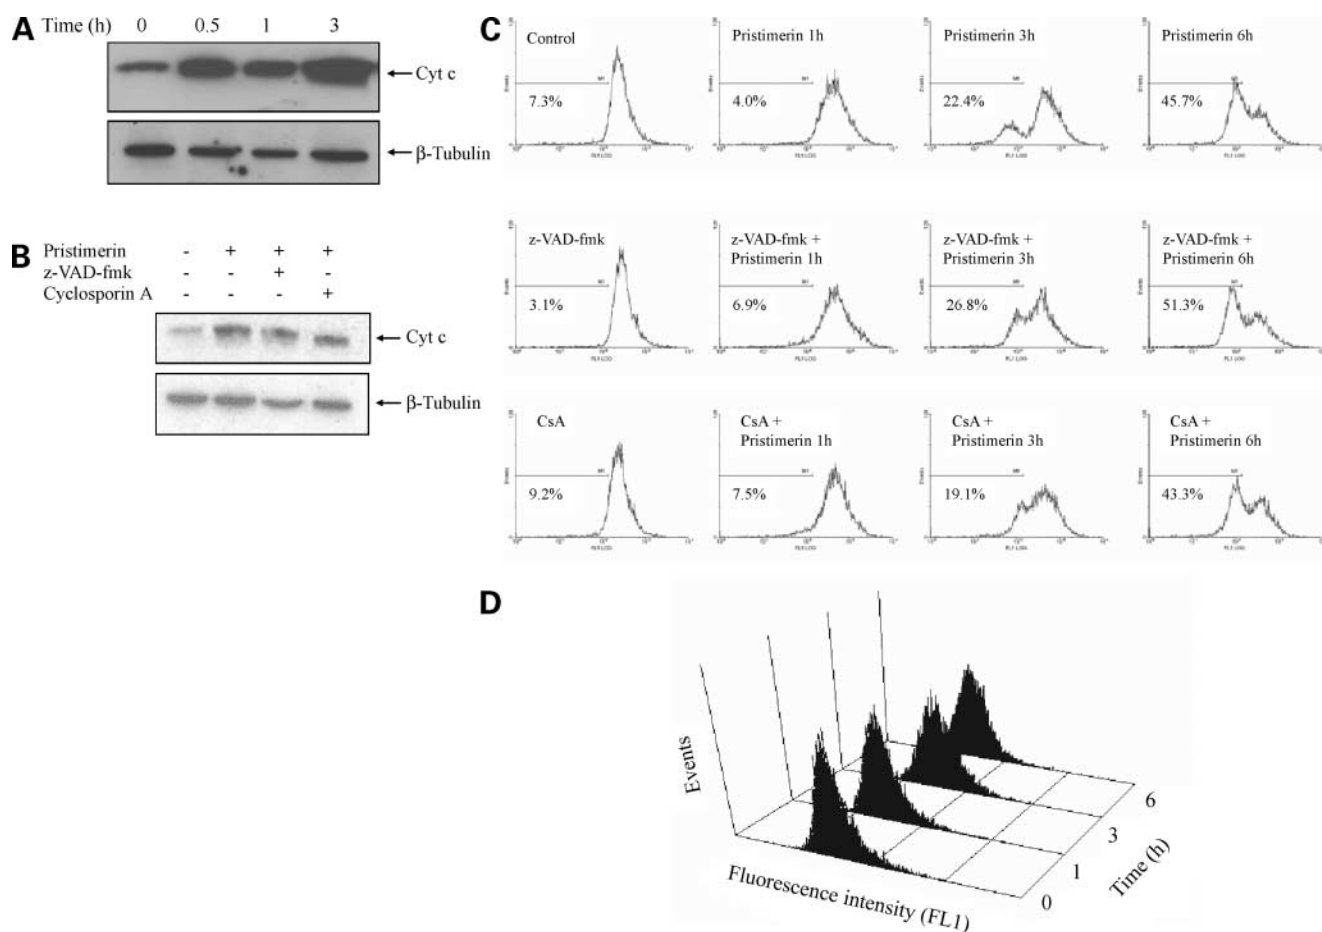 A
Time (h) 0 0.5 1 3
Cyt c
β-Tubulin
B
Pristimerin - + + +
z-VAD-fmk - - + -
Cyclosporin A - - - +
Cyt c
β-Tubulin
C
Control
7.3%
Pristimerin 1h
4.0%
Pristimerin 3h
22.4%
Pristimerin 6h
45.7%
z-VAD-fmk
3.1%
z-VAD-fmk +
Pristimerin 1h
6.9%
z-VAD-fmk +
Pristimerin 3h
26.8%
z-VAD-fmk +
Pristimerin 6h
51.3%
CsA
9.2%
CsA +
Pristimerin 1h
7.5%
CsA +
Pristimerin 3h
19.1%
CsA +
Pristimerin 6h
43.3%
D
Events
Fluorescence intensity (FL1)
0 1 3 6
Time (h)